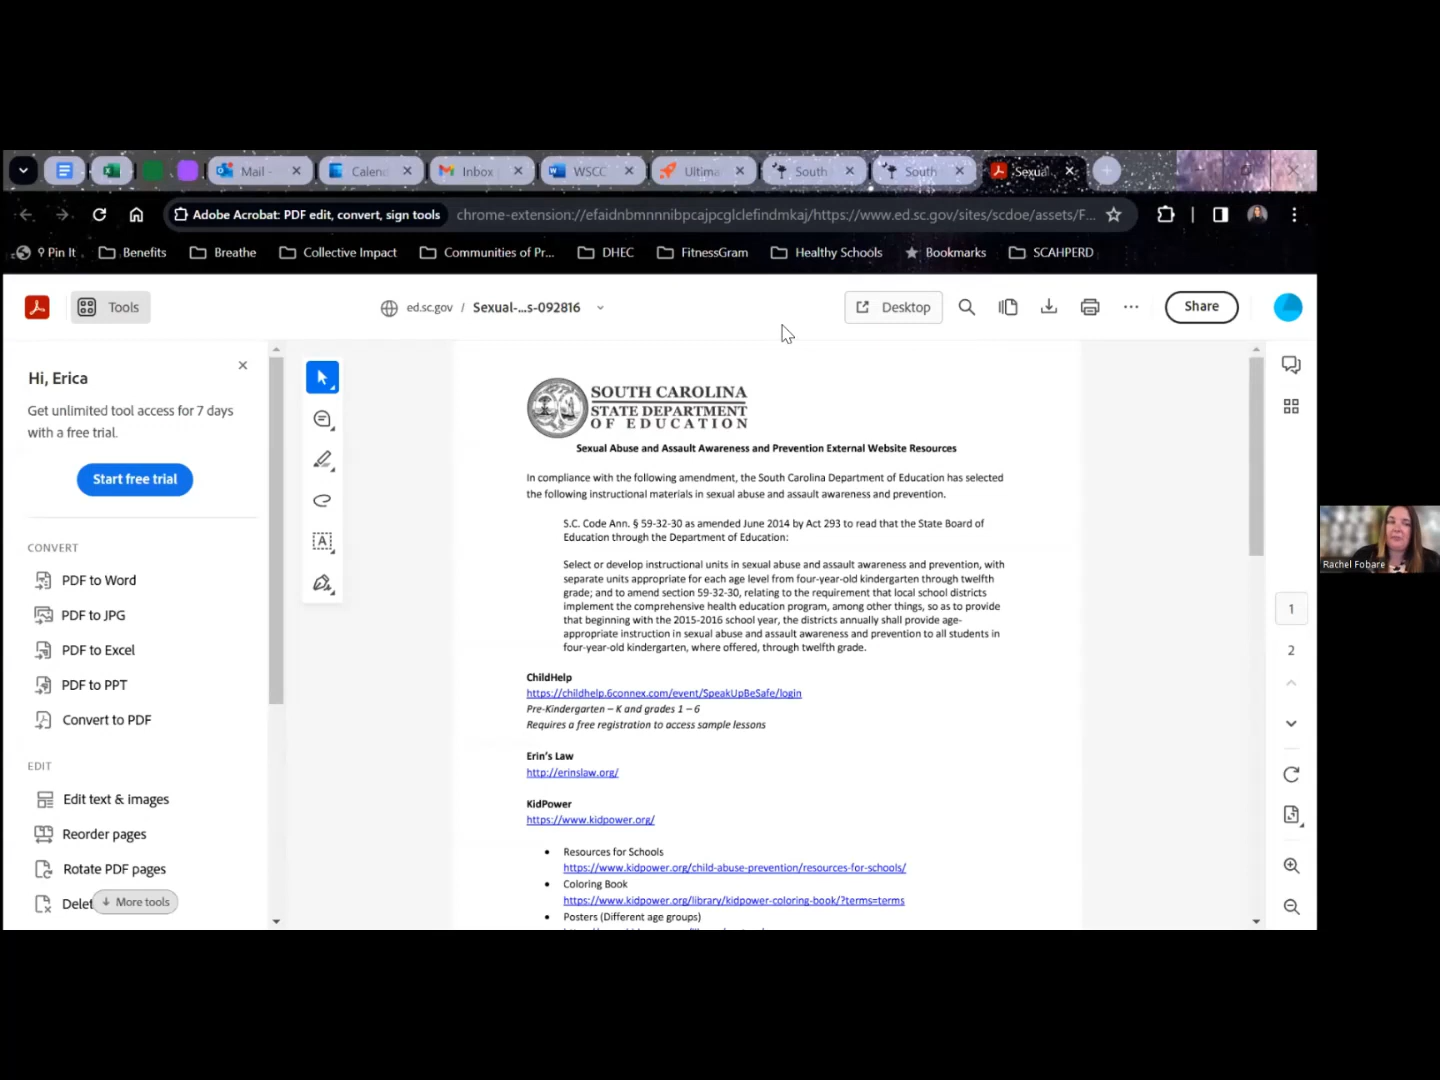 Mail -
Calend
Inbox
WSCC
Ultima
South
South
Sexual
Adobe Acrobat: PDF edit, convert, sign tools
chrome-extension://efaidnbmnnnibpcajpcglclefindmkaj/https://www.ed.sc.gov/sites/scdoe/assets/F...
Pin It
Benefits
Breathe
Collective Impact
Communities of Pr...
DHEC
FitnessGram
Healthy Schools
Bookmarks
SCAHPERD
Tools
ed.sc.gov / Sexual-...s-092816
Desktop
Share
Hi, Erica
Get unlimited tool access for 7 days
with a free trial.
Start free trial
CONVERT
PDF to Word
PDF to JPG
PDF to Excel
PDF to PPT
Convert to PDF
EDIT
Edit text & images
Reorder pages
Rotate PDF pages
Delet
More tools
SOUTH CAROLINA
STATE DEPARTMENT
OF EDUCATION
Sexual Abuse and Assault Awareness and Prevention External Website Resources
In compliance with the following amendment, the South Carolina Department of Education has selected
the following instructional materials in sexual abuse and assault awareness and prevention.
S.C. Code Ann. § 59-32-30 as amended June 2014 by Act 293 to read that the State Board of
Education through the Department of Education:
Select or develop instructional units in sexual abuse and assault awareness and prevention, with
separate units appropriate for each age level from four-year-old kindergarten through twelfth
grade; and to amend section 59-32-30, relating to the requirement that local school districts
implement the comprehensive health education program, among other things, so as to provide
that beginning with the 2015-2016 school year, the districts annually shall provide age-
appropriate instruction in sexual abuse and assault awareness and prevention to all students in
four-year-old kindergarten, where offered, through twelfth grade.
ChildHelp
https://childhelp.6connex.com/event/SpeakUpBeSafe/login
Pre-Kindergarten – K and grades 1 – 6
Requires a free registration to access sample lessons
Erin's Law
http://erinslaw.org/
KidPower
https://www.kidpower.org/
• Resources for Schools
https://www.kidpower.org/child-abuse-prevention/resources-for-schools/
• Coloring Book
https://www.kidpower.org/library/kidpower-coloring-book/?terms=terms
• Posters (Different age groups)
1
2
Rachel Fobare